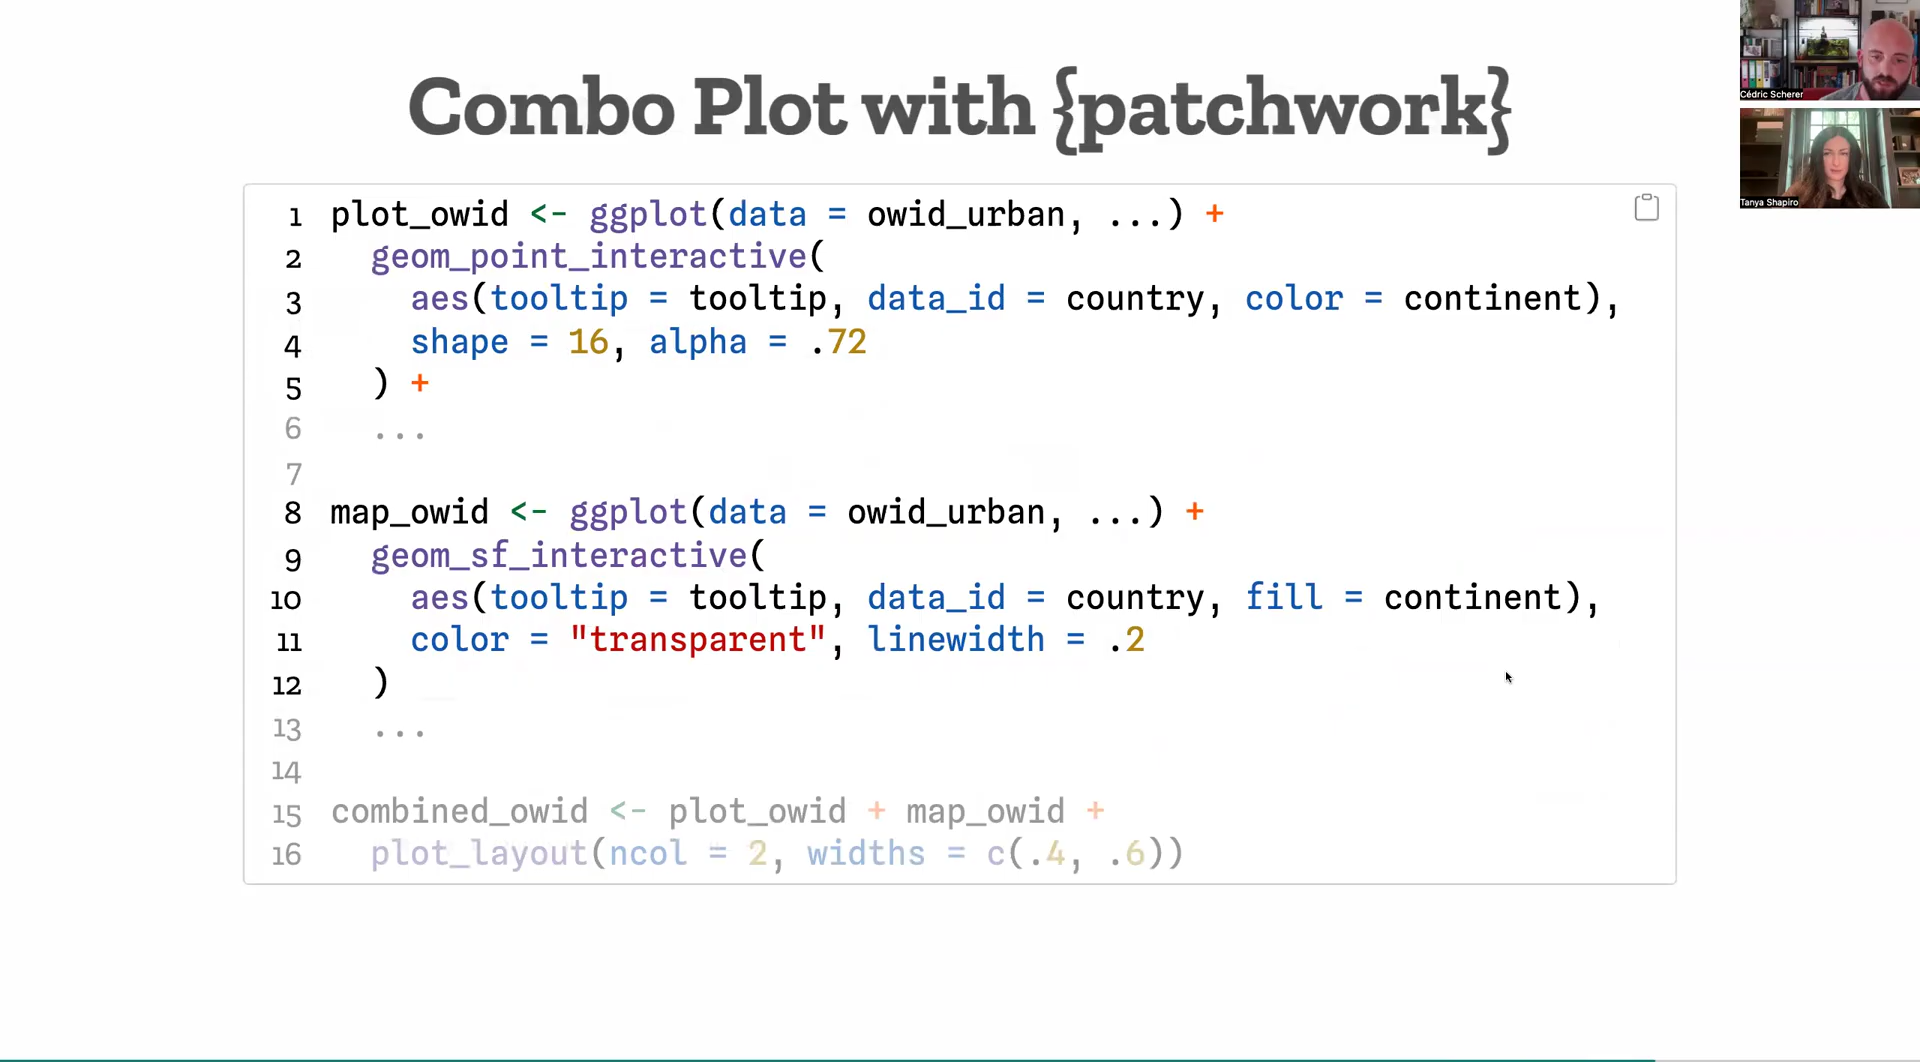 Combo Plot with {patchwork}
1 plot_owid <- ggplot(data = owid_urban, ...) +
2 geom_point_interactive(
3 aes(tooltip = tooltip, data_id = country, color = continent),
4 shape = 16, alpha = .72
5 ) +
6 ...
7
8 map_owid <- ggplot(data = owid_urban, ...) +
9 geom_sf_interactive(
10 aes(tooltip = tooltip, data_id = country, fill = continent),
11 color = "transparent", linewidth = .2
12 )
13 ...
14
15 combined_owid <- plot_owid + map_owid +
16 plot_layout(ncol = 2, widths = c(.4, .6))
Cédric Scherer
Tanya Shapiro